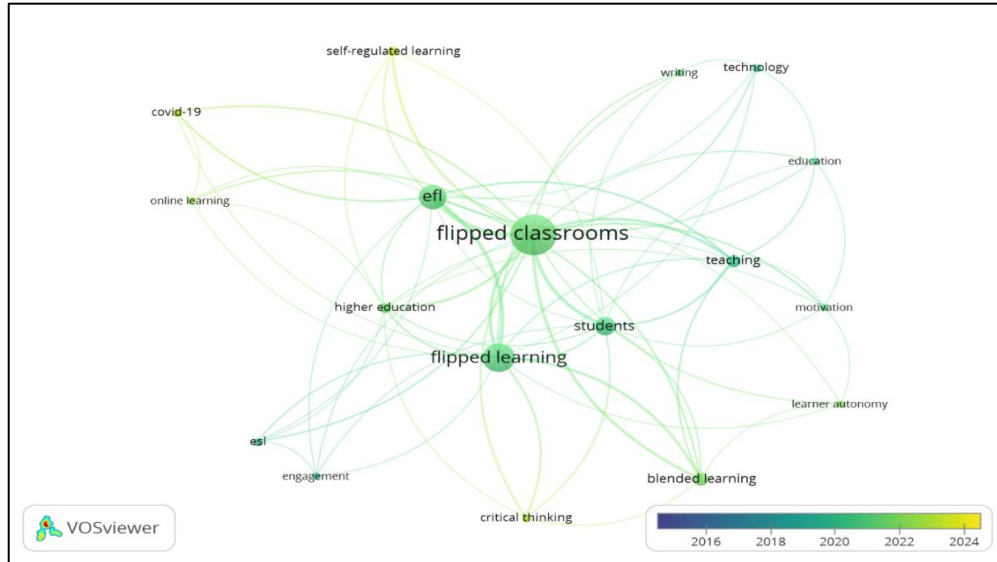 self-regulated learning
writing
technology
covid-19
education
online learning
efl
flipped classrooms
teaching
higher education
motivation
students
flipped learning
learner autonomy
esl
engagement
blended learning
critical thinking
VOSviewer
2016 2018 2020 2022 2024